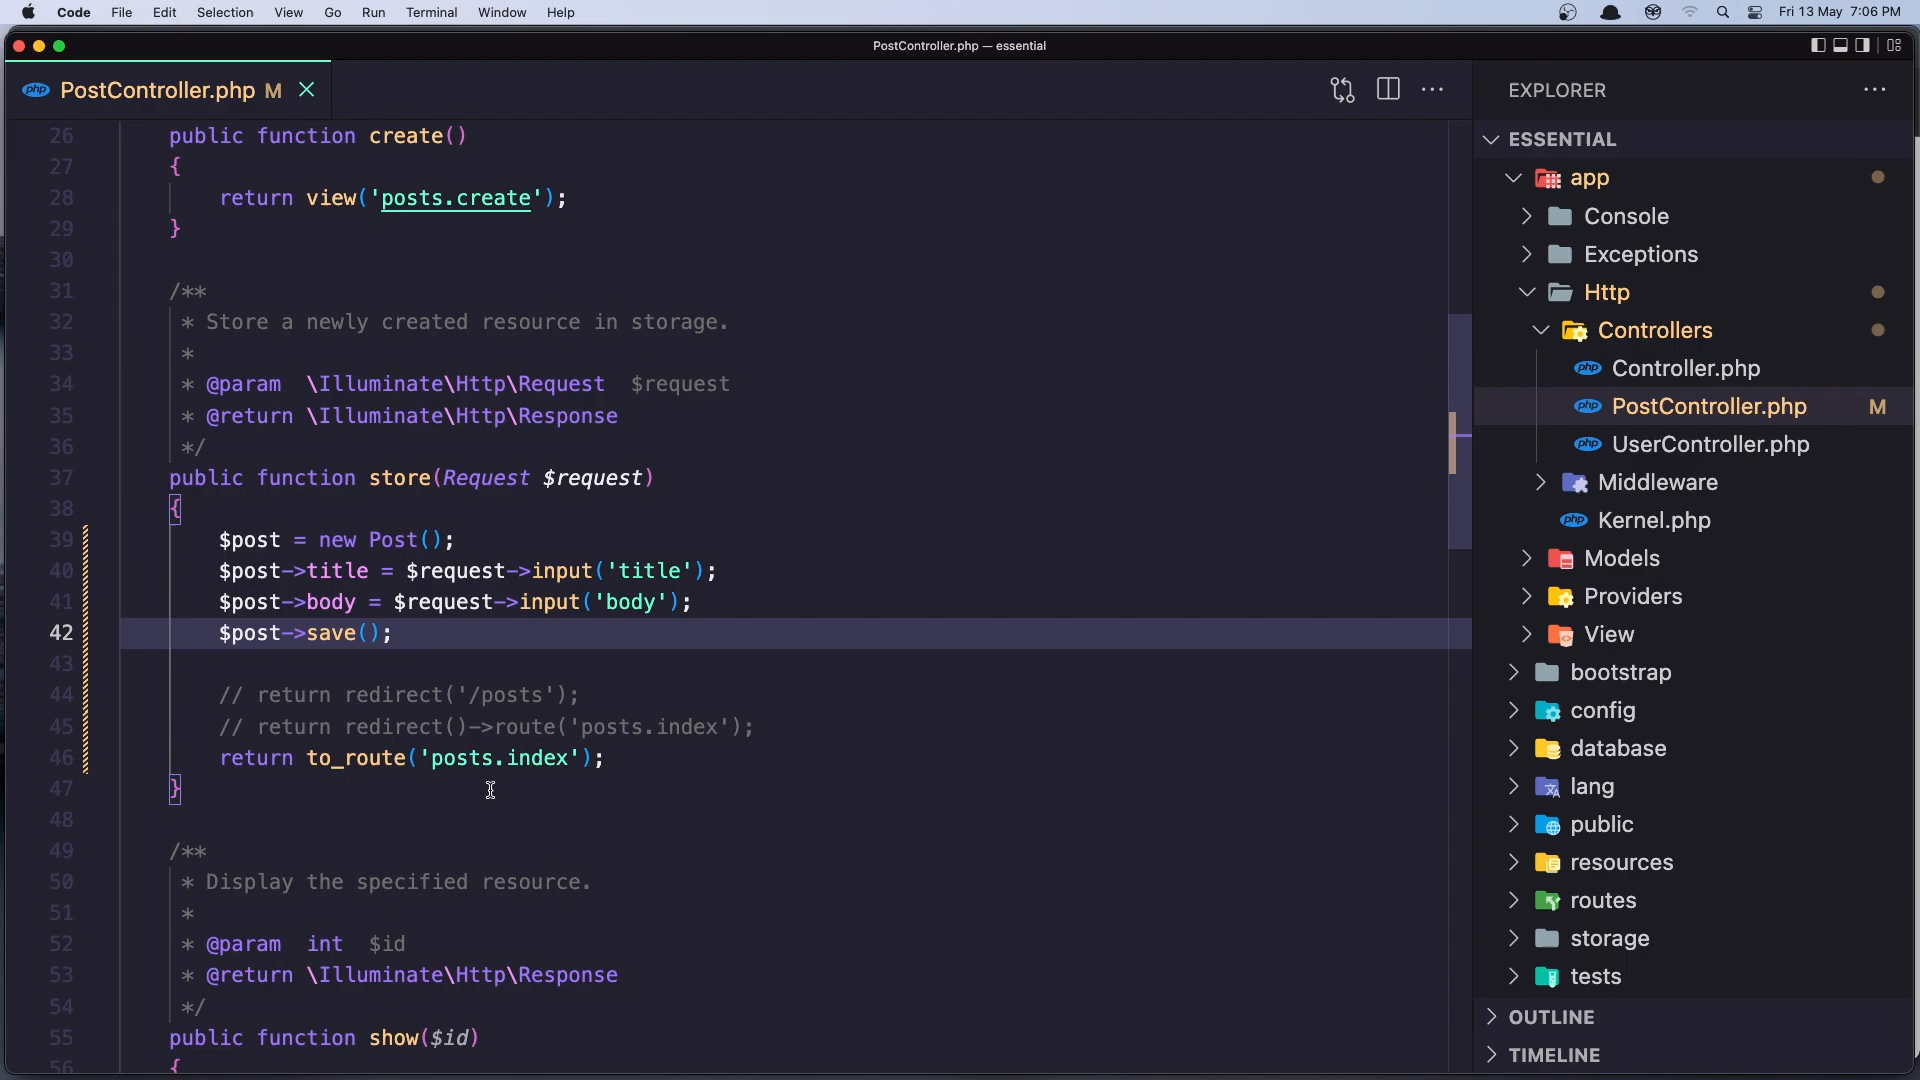 Code File Edit Selection View Go Run Terminal Window Help Fri 13 May 7:06 PM
PostController.php — essential
php PostController.php M
EXPLORER
26 public function create()
27 {
28 return view('posts.create');
29 }
30
31 /**
32 * Store a newly created resource in storage.
33 *
34 * @param \Illuminate\Http\Request $request
35 * @return \Illuminate\Http\Response
36 */
37 public function store(Request $request)
38 {
39 $post = new Post();
40 $post->title = $request->input('title');
41 $post->body = $request->input('body');
42 $post->save();
43
44 // return redirect('/posts');
45 // return redirect()->route('posts.index');
46 return to_route('posts.index');
47 }
48
49 /**
50 * Display the specified resource.
51 *
52 * @param int $id
53 * @return \Illuminate\Http\Response
54 */
55 public function show($id)
56 {
ESSENTIAL
app
Console
Exceptions
Http
Controllers
php Controller.php
php PostController.php M
php UserController.php
Middleware
php Kernel.php
Models
Providers
View
bootstrap
config
database
lang
public
resources
routes
storage
tests
OUTLINE
TIMELINE